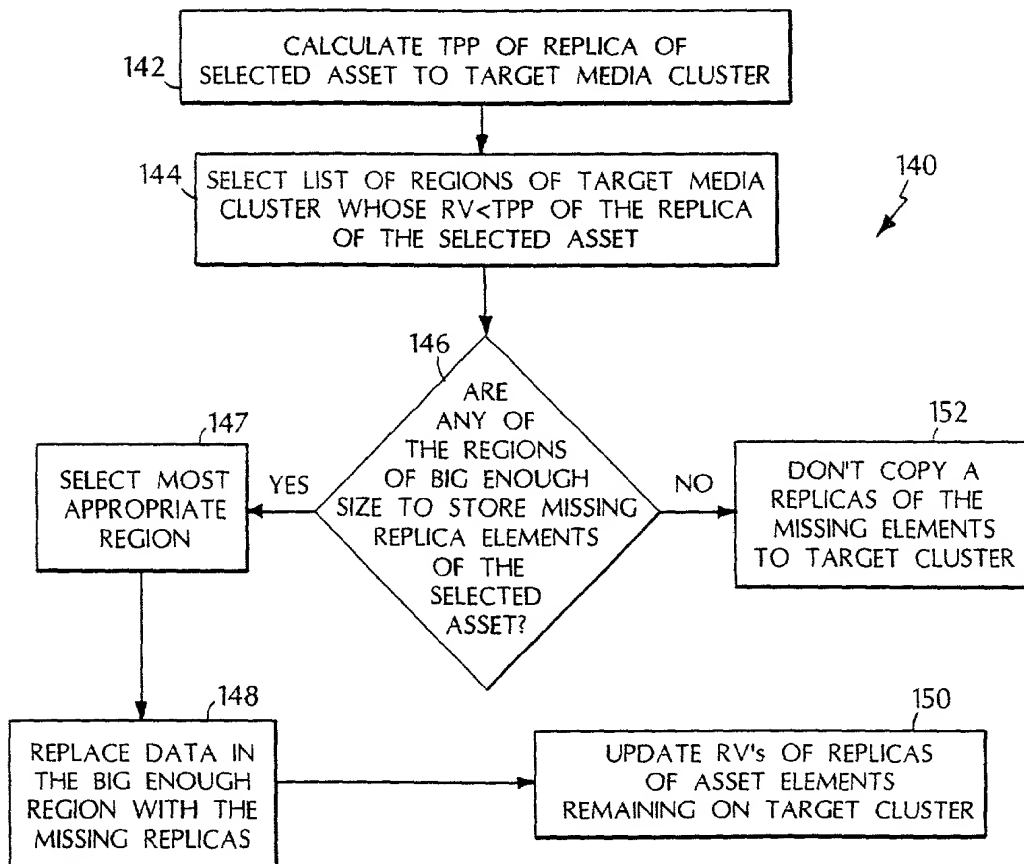 142
CALCULATE TPP OF REPLICA OF
SELECTED ASSET TO TARGET MEDIA CLUSTER
144
SELECT LIST OF REGIONS OF TARGET MEDIA
CLUSTER WHOSE RV<TPP OF THE REPLICA
OF THE SELECTED ASSET
140
146
ARE
ANY OF
THE REGIONS
OF BIG ENOUGH
SIZE TO STORE MISSING
REPLICA ELEMENTS
OF THE
SELECTED
ASSET?
YES
NO
147
SELECT MOST
APPROPRIATE
REGION
152
DON'T COPY A
REPLICAS OF THE
MISSING ELEMENTS
TO TARGET CLUSTER
148
REPLACE DATA IN
THE BIG ENOUGH
REGION WITH THE
MISSING REPLICAS
150
UPDATE RV's OF REPLICAS
OF ASSET ELEMENTS
REMAINING ON TARGET CLUSTER